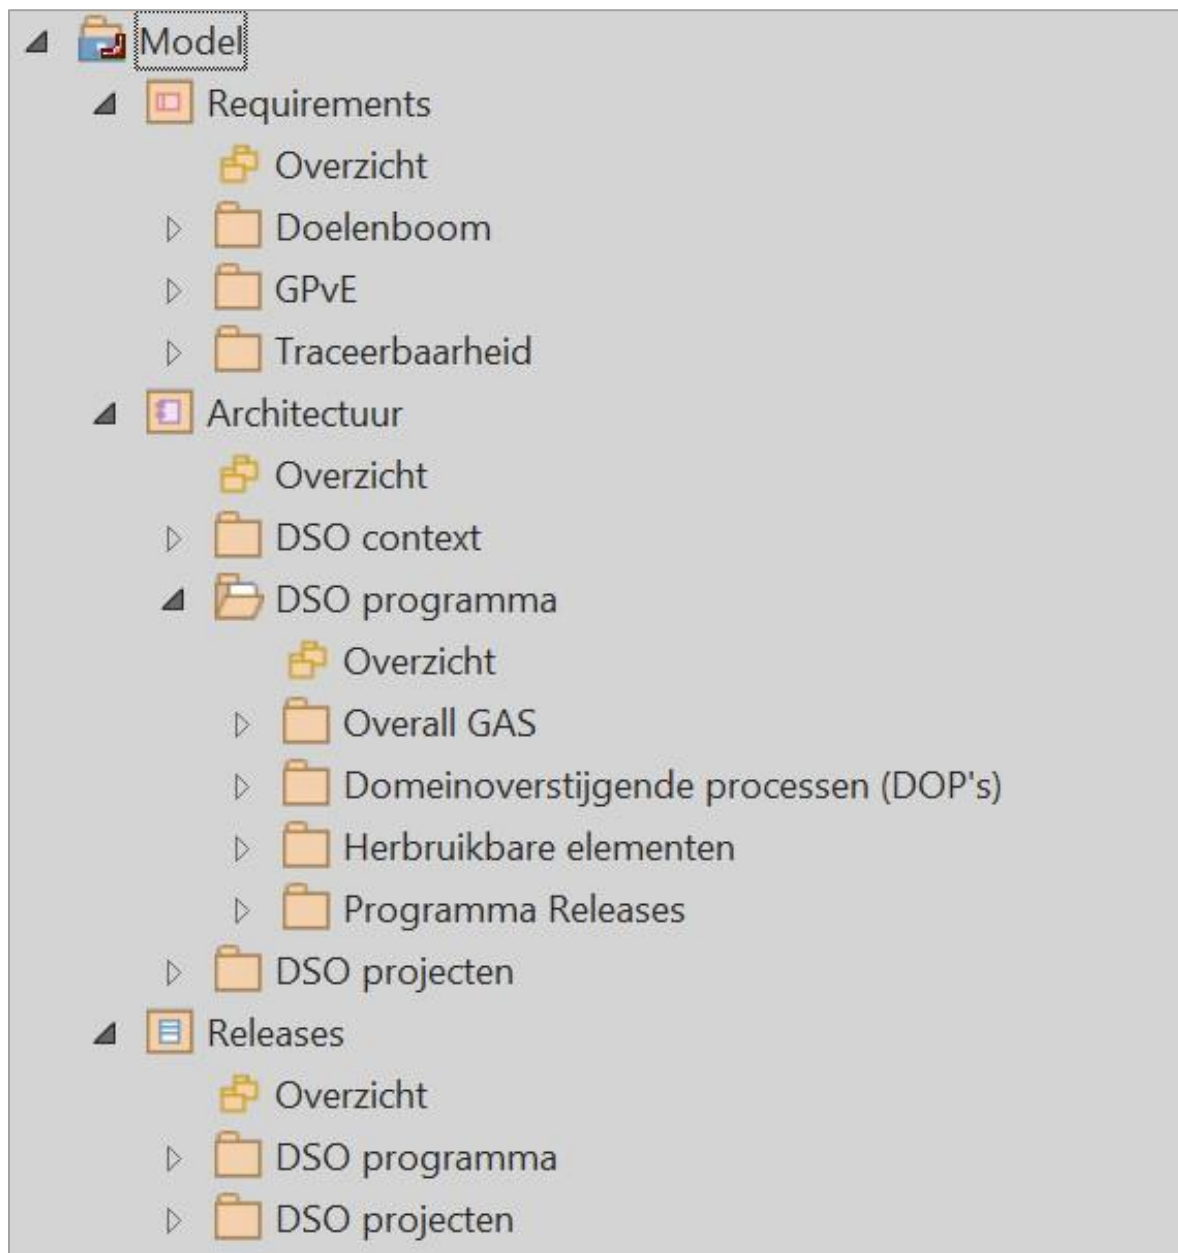 Model
Requirements
Overzicht
Doelenboom
GPvE
Traceerbaarheid
Architectuur
Overzicht
DSO context
DSO programma
Overzicht
Overall GAS
Domeinoverstijgende processen (DOP's)
Herbruikbare elementen
Programma Releases
DSO projecten
Releases
Overzicht
DSO programma
DSO projecten